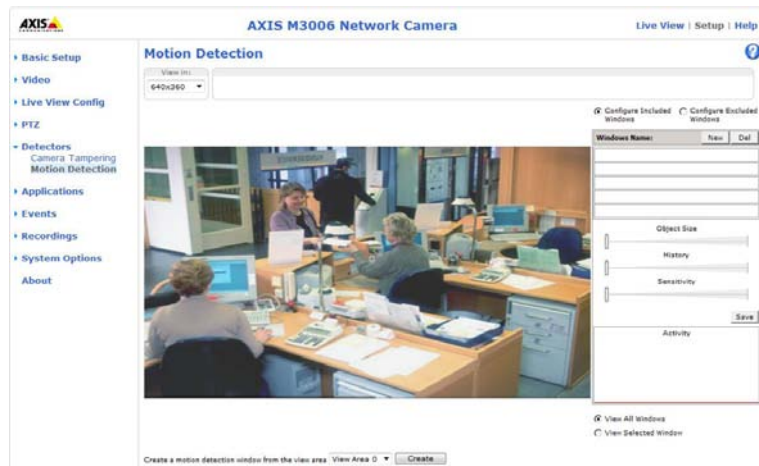 AXIS
COMMUNICATIONS
AXIS M3006 Network Camera
Live View | Setup | Help
Basic Setup
Video
Live View Config
PTZ
Detectors
Camera Tampering
Motion Detection
Applications
Events
Recordings
System Options
About
Motion Detection
?
View in:
640x360
Configure Included Windows
Configure Excluded Windows
Windows Name:
New
Del
Object Size
History
Sensitivity
Save
Activity
View All Windows
View Selected Window
Create a motion detection window from the view area
View Area 0
Create